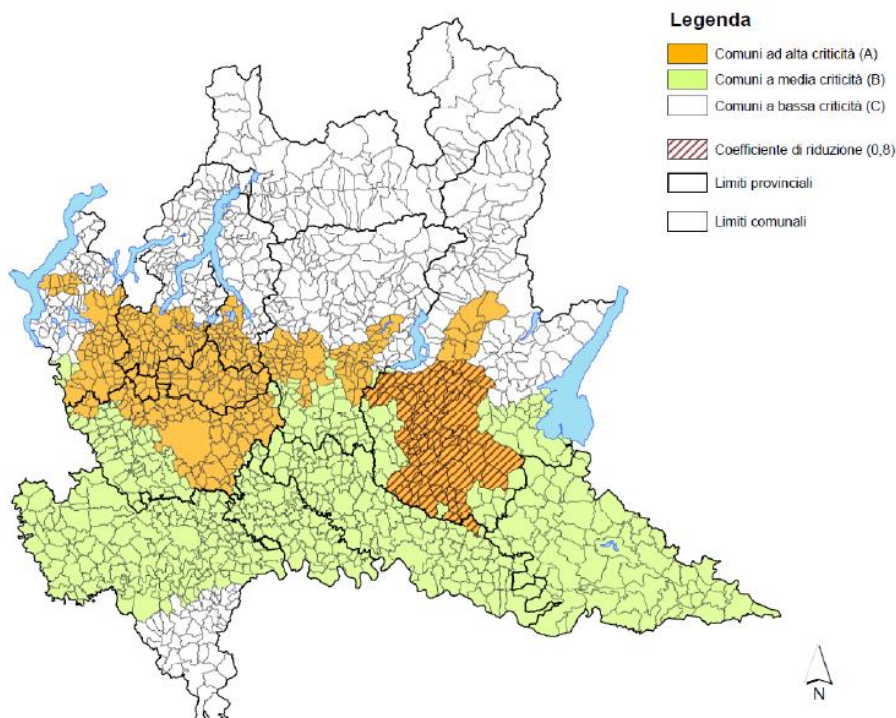 Legenda
Comuni ad alta criticità (A)
Comuni a media criticità (B)
Comuni a bassa criticità (C)
Coefficiente di riduzione (0,8)
Limiti provinciali
Limiti comunali
N